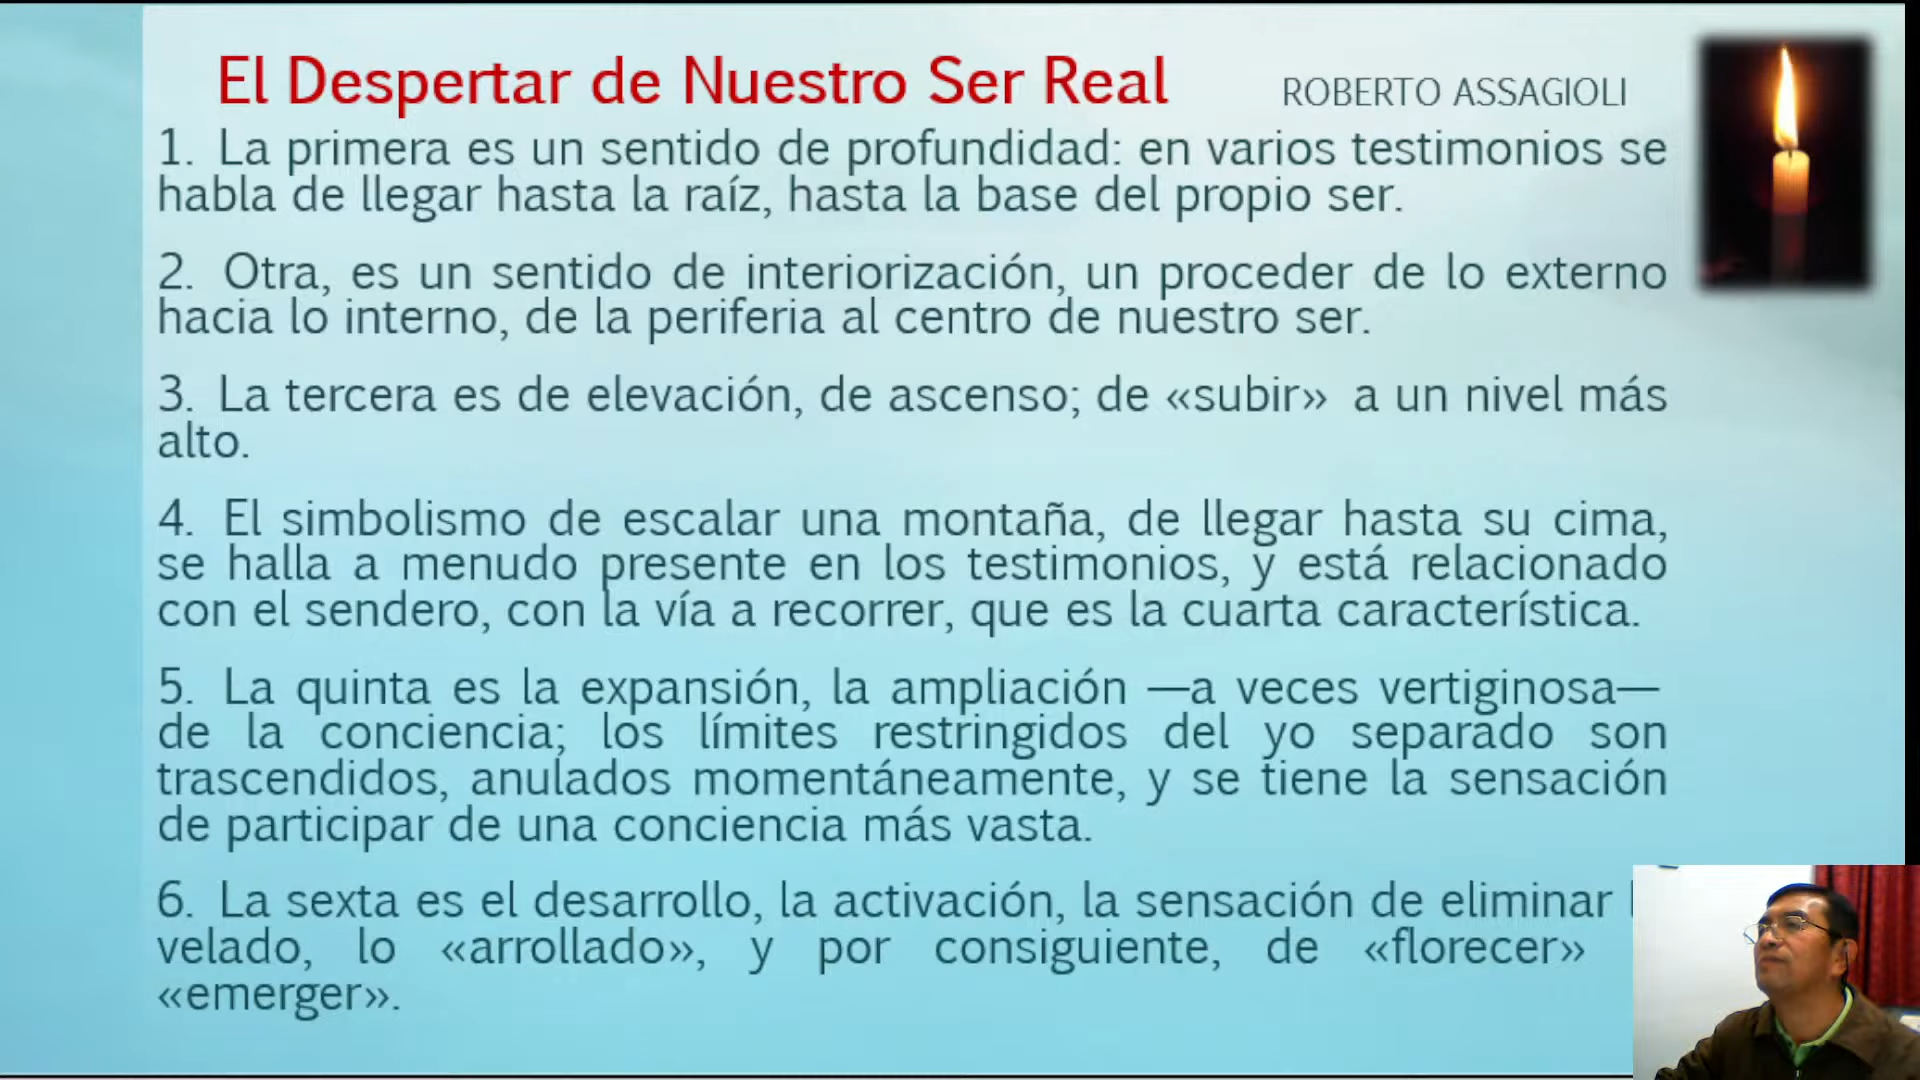 El Despertar de Nuestro Ser Real
ROBERTO ASSAGIOLI
1. La primera es un sentido de profundidad: en varios testimonios se
habla de llegar hasta la raíz, hasta la base del propio ser.
2. Otra, es un sentido de interiorización, un proceder de lo externo
hacia lo interno, de la periferia al centro de nuestro ser.
3. La tercera es de elevación, de ascenso; de «subir» a un nivel más
alto.
4. El simbolismo de escalar una montaña, de llegar hasta su cima,
se halla a menudo presente en los testimonios, y está relacionado
con el sendero, con la vía a recorrer, que es la cuarta característica.
5. La quinta es la expansión, la ampliación —a veces vertiginosa—
de la conciencia; los límites restringidos del yo separado son
trascendidos, anulados momentáneamente, y se tiene la sensación
de participar de una conciencia más vasta.
6. La sexta es el desarrollo, la activación, la sensación de eliminar
velado, lo «arrollado», y por consiguiente, de «florecer»
«emerger».